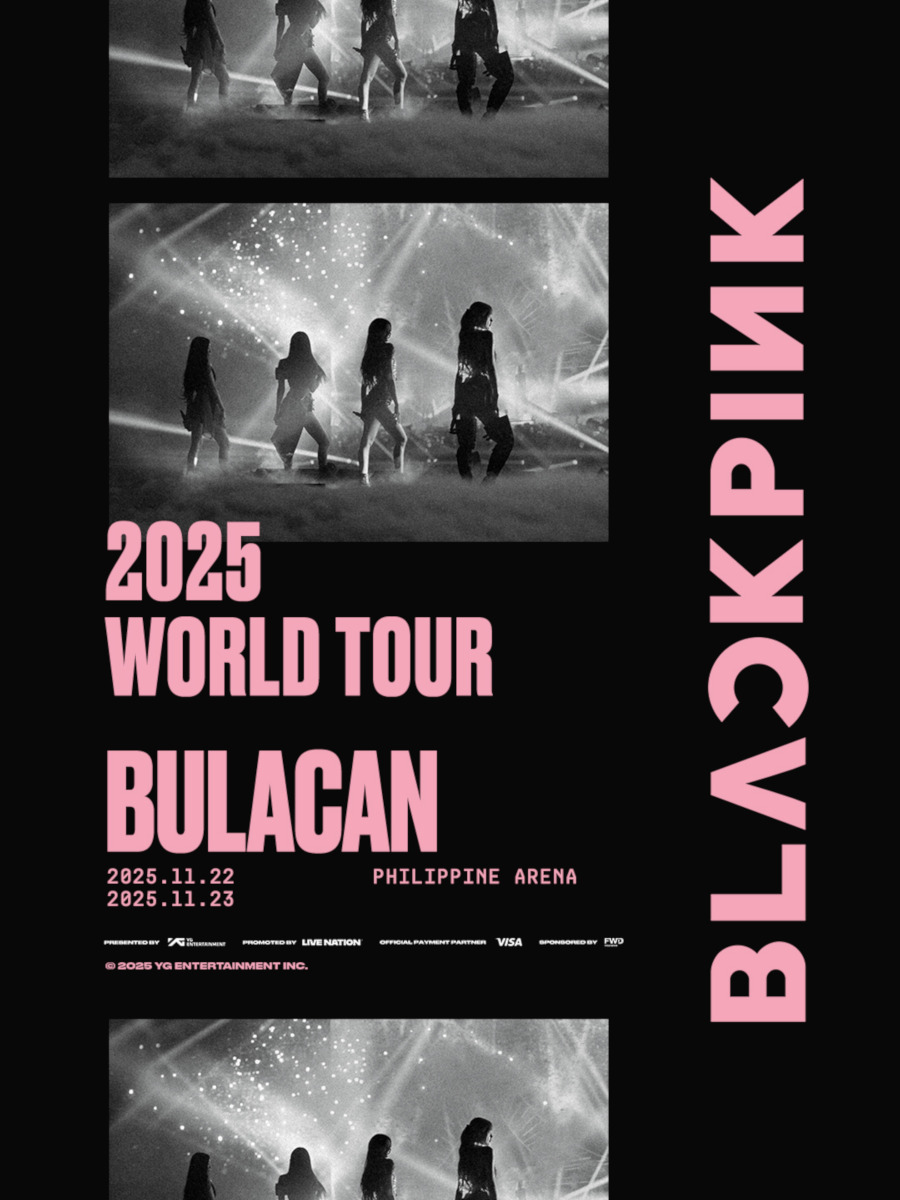 2025
WORLD TOUR
BULACAN
2025.11.22 PHILIPPINE ARENA
2025.11.23
PRESENTED BY YG ENTERTAINMENT PROMOTED BY LIVE NATION OFFICIAL PAYMENT PARTNER VISA SPONSORED BY FWD
© 2025 YG ENTERTAINMENT INC.
BLACKPINK